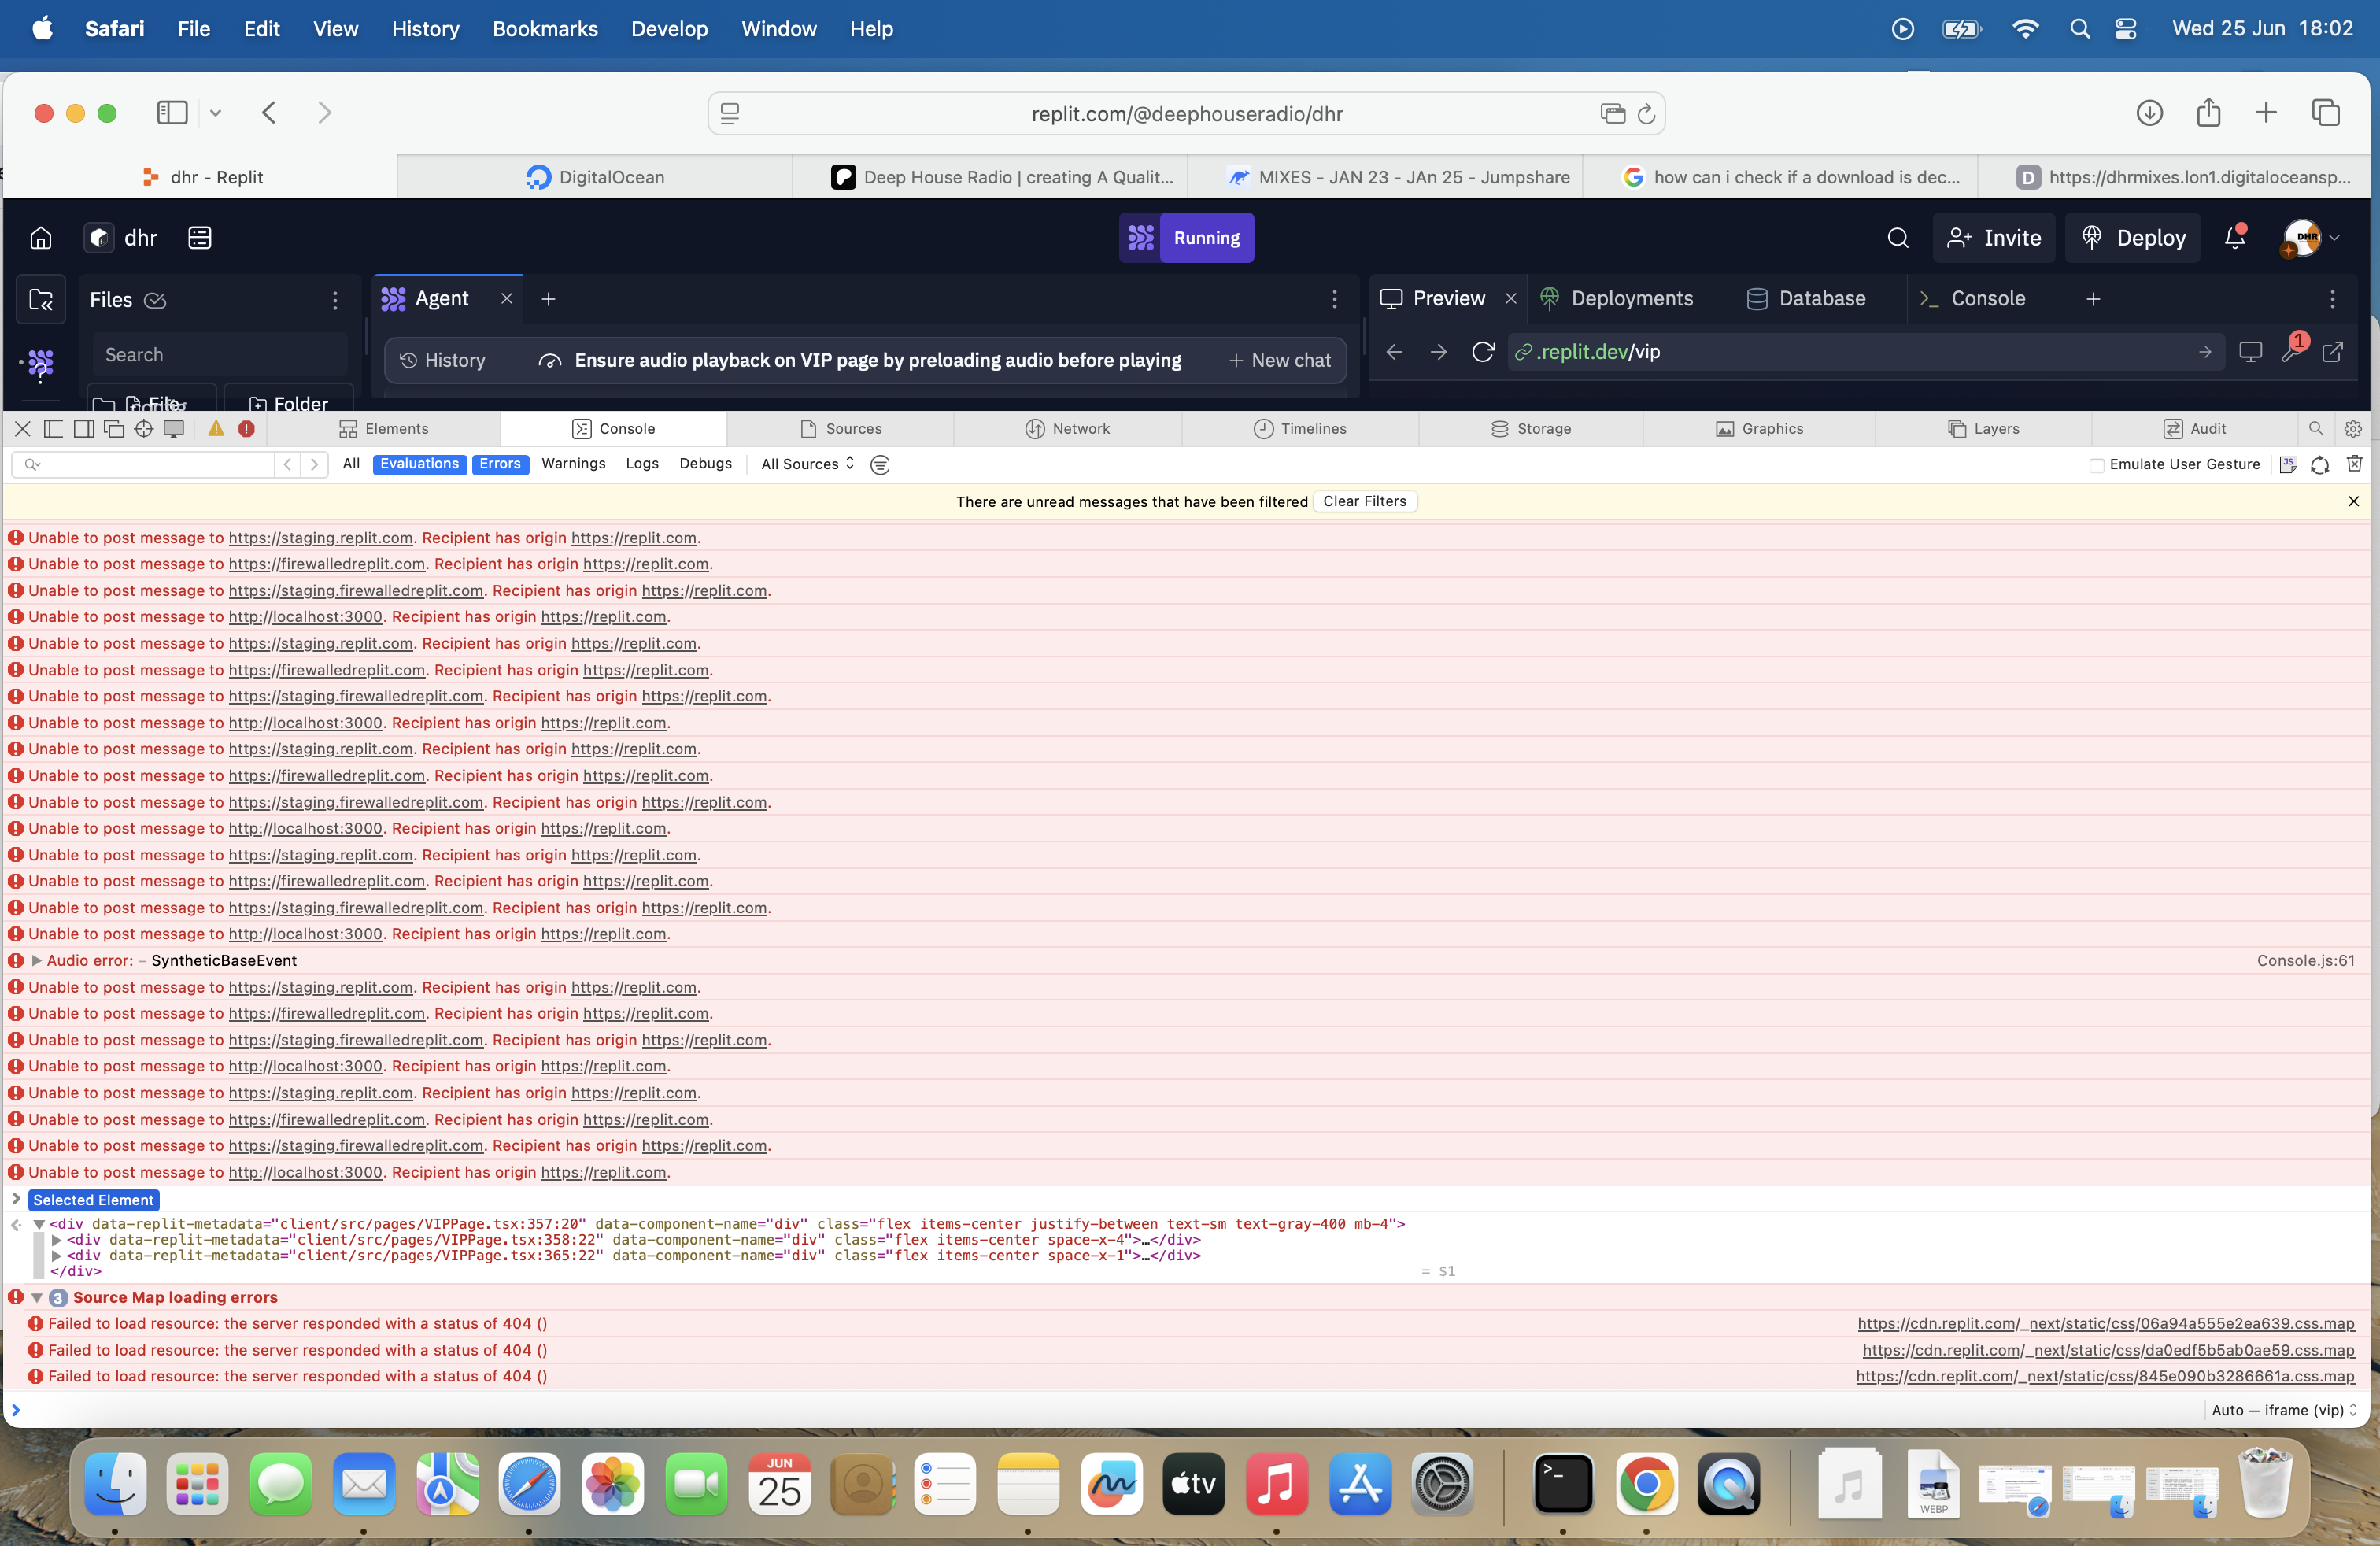 Safari File Edit View History Bookmarks Develop Window Help Wed 25 Jun 18:02
replit.com/@deephouseradio/dhr
dhr - Replit DigitalOcean Deep House Radio | creating A Qualit... MIXES - JAN 23 - JAn 25 - Jumpshare how can i check if a download is dec... D https://dhrmixes.lon1.digitaloceansp...
dhr Running Invite Deploy DHR
Files Agent Preview Deployments Database Console
Search History Ensure audio playback on VIP page by preloading audio before playing + New chat .replit.dev/vip 1
File Folder
Elements Console Sources Network Timelines Storage Graphics Layers Audit
All Evaluations Errors Warnings Logs Debugs All Sources Emulate User Gesture
There are unread messages that have been filtered Clear Filters
Unable to post message to https://staging.replit.com. Recipient has origin https://replit.com.
Unable to post message to https://firewalledreplit.com. Recipient has origin https://replit.com.
Unable to post message to https://staging.firewalledreplit.com. Recipient has origin https://replit.com.
Unable to post message to http://localhost:3000. Recipient has origin https://replit.com.
Unable to post message to https://staging.replit.com. Recipient has origin https://replit.com.
Unable to post message to https://firewalledreplit.com. Recipient has origin https://replit.com.
Unable to post message to https://staging.firewalledreplit.com. Recipient has origin https://replit.com.
Unable to post message to http://localhost:3000. Recipient has origin https://replit.com.
Unable to post message to https://staging.replit.com. Recipient has origin https://replit.com.
Unable to post message to https://firewalledreplit.com. Recipient has origin https://replit.com.
Unable to post message to https://staging.firewalledreplit.com. Recipient has origin https://replit.com.
Unable to post message to http://localhost:3000. Recipient has origin https://replit.com.
Unable to post message to https://staging.replit.com. Recipient has origin https://replit.com.
Unable to post message to https://firewalledreplit.com. Recipient has origin https://replit.com.
Unable to post message to https://staging.firewalledreplit.com. Recipient has origin https://replit.com.
Unable to post message to http://localhost:3000. Recipient has origin https://replit.com.
Audio error: – SyntheticBaseEvent Console.js:61
Unable to post message to https://staging.replit.com. Recipient has origin https://replit.com.
Unable to post message to https://firewalledreplit.com. Recipient has origin https://replit.com.
Unable to post message to https://staging.firewalledreplit.com. Recipient has origin https://replit.com.
Unable to post message to http://localhost:3000. Recipient has origin https://replit.com.
Unable to post message to https://staging.replit.com. Recipient has origin https://replit.com.
Unable to post message to https://firewalledreplit.com. Recipient has origin https://replit.com.
Unable to post message to https://staging.firewalledreplit.com. Recipient has origin https://replit.com.
Unable to post message to http://localhost:3000. Recipient has origin https://replit.com.
Selected Element
<div data-replit-metadata="client/src/pages/VIPPage.tsx:357:20" data-component-name="div" class="flex items-center justify-between text-sm text-gray-400 mb-4">
<div data-replit-metadata="client/src/pages/VIPPage.tsx:358:22" data-component-name="div" class="flex items-center space-x-4">…</div>
<div data-replit-metadata="client/src/pages/VIPPage.tsx:365:22" data-component-name="div" class="flex items-center space-x-1">…</div>
</div> = $1
3 Source Map loading errors
Failed to load resource: the server responded with a status of 404 () https://cdn.replit.com/_next/static/css/06a94a555e2ea639.css.map
Failed to load resource: the server responded with a status of 404 () https://cdn.replit.com/_next/static/css/da0edf5b5ab0ae59.css.map
Failed to load resource: the server responded with a status of 404 () https://cdn.replit.com/_next/static/css/845e090b3286661a.css.map
Auto — iframe (vip)
JUN
25
tv
WEBP